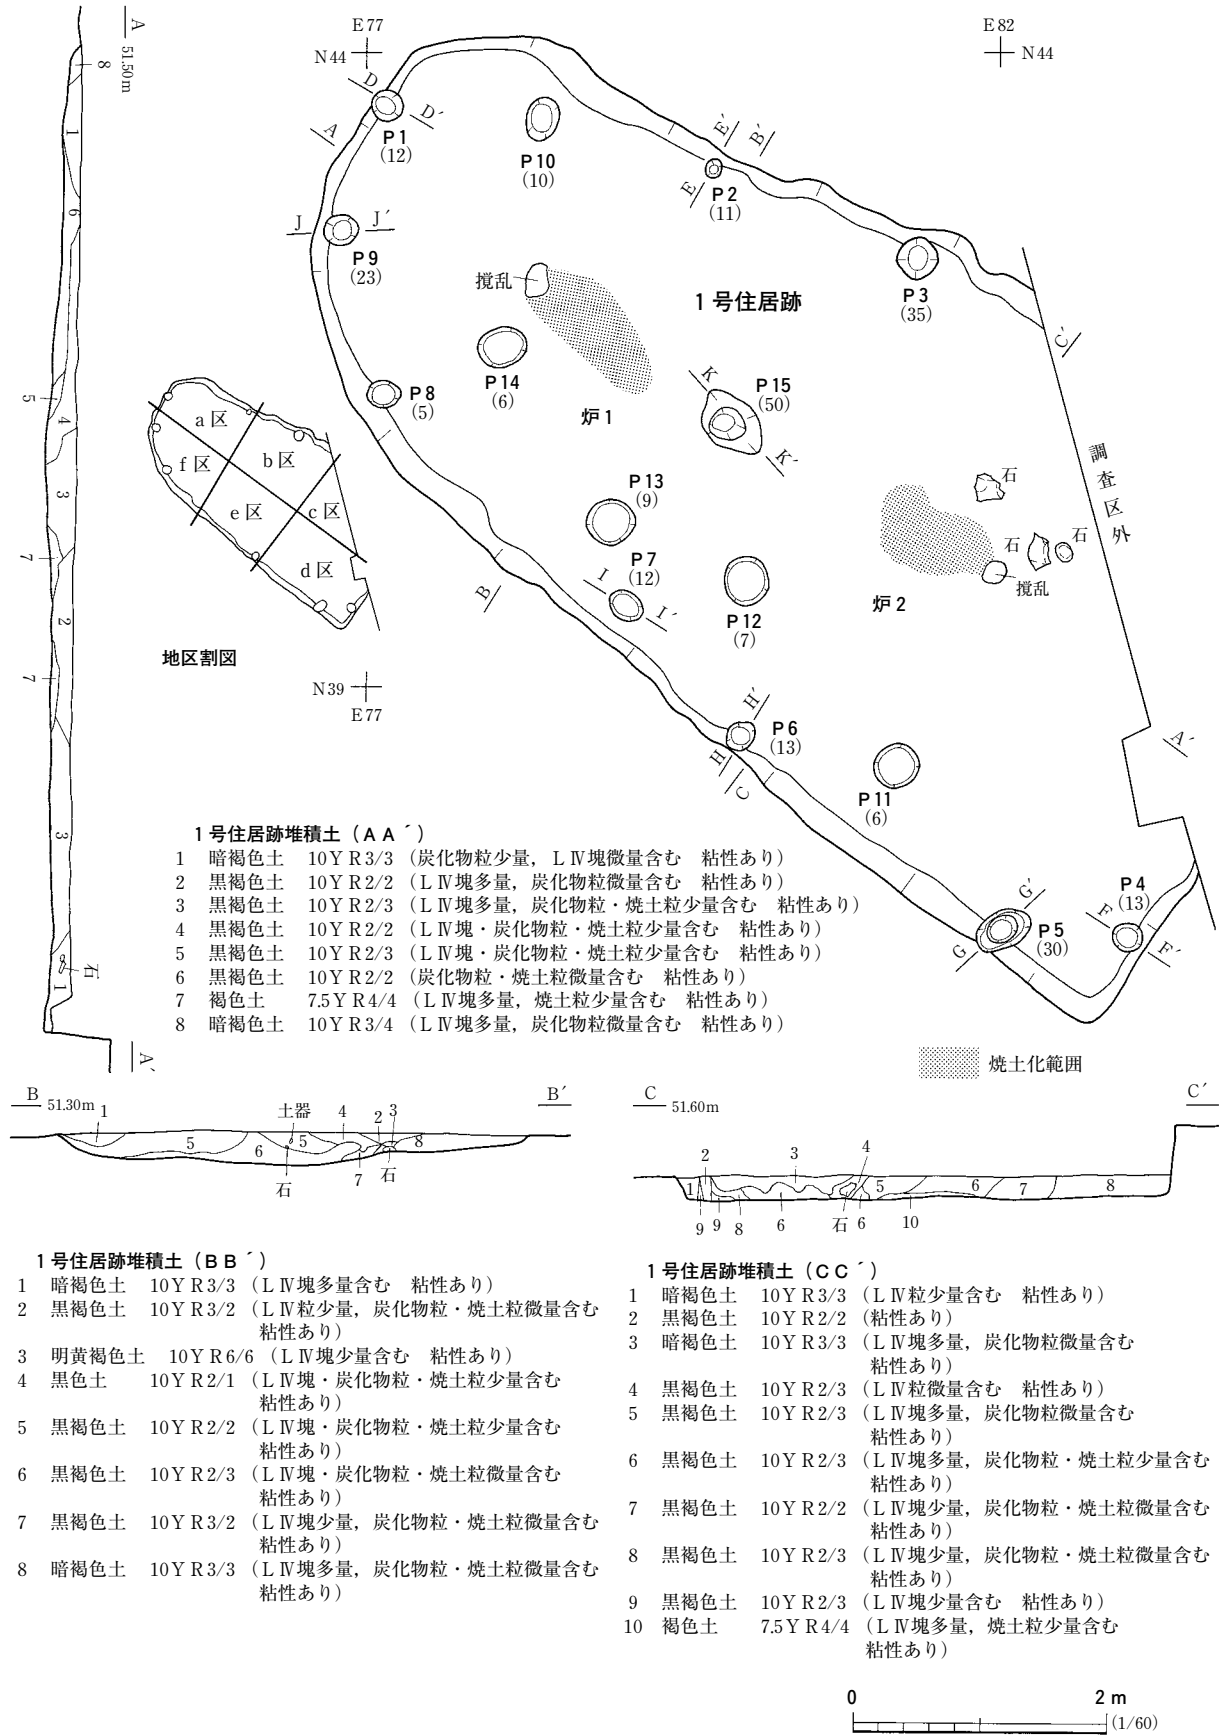 A
51.50m
8
1
6
5
4
3
7
2
7
3
石
1
A′
E77
N44
E82
N44
D
D′
P1
(12)
A
P10
(10)
E′
B′
E
P2
(11)
J
J′
P9
(23)
P3
(35)
撹乱
1号住居跡
C′
P14
(6)
P8
(5)
炉1
K
P15
(50)
K′
調査区外
a区
f区
b区
e区
c区
d区
地区割図
P13
(9)
石
石
石
撹乱
B
I
P7
(12)
I′
P12
(7)
炉2
N39
E77
H′
P6
(13)
H
C
A′
P11
(6)
G′
P5
(30)
G
P4
(13)
F
F′
1号住居跡堆積土(AA´)
1 暗褐色土 10YR3/3 (炭化物粒少量,LⅣ塊微量含む 粘性あり)
2 黒褐色土 10YR2/2 (LⅣ塊多量,炭化物粒微量含む 粘性あり)
3 黒褐色土 10YR2/3 (LⅣ塊多量,炭化物粒・焼土粒少量含む 粘性あり)
4 黒褐色土 10YR2/2 (LⅣ塊・炭化物粒・焼土粒少量含む 粘性あり)
5 黒褐色土 10YR2/3 (LⅣ塊・炭化物粒・焼土粒少量含む 粘性あり)
6 黒褐色土 10YR2/2 (炭化物粒・焼土粒微量含む 粘性あり)
7 褐色土 7.5YR4/4 (LⅣ塊多量,焼土粒少量含む 粘性あり)
8 暗褐色土 10YR3/4 (LⅣ塊多量,炭化物粒微量含む 粘性あり)
焼土化範囲
B 51.30m B′
1 土器 4 2 3
5 6 5 8
石 7 石
C 51.60m C′
2 3 4
1 5 6 7 8
9 9 8 6 石 6 10
1号住居跡堆積土(BB´)
1 暗褐色土 10YR3/3 (LⅣ塊多量含む 粘性あり)
2 黒褐色土 10YR3/2 (LⅣ粒少量,炭化物粒・焼土粒微量含む
粘性あり)
3 明黄褐色土 10YR6/6 (LⅣ塊少量含む 粘性あり)
4 黒色土 10YR2/1 (LⅣ塊・炭化物粒・焼土粒少量含む
粘性あり)
5 黒褐色土 10YR2/2 (LⅣ塊・炭化物粒・焼土粒少量含む
粘性あり)
6 黒褐色土 10YR2/3 (LⅣ塊・炭化物粒・焼土粒微量含む
粘性あり)
7 黒褐色土 10YR3/2 (LⅣ塊少量,炭化物粒・焼土粒微量含む
粘性あり)
8 暗褐色土 10YR3/3 (LⅣ塊多量,炭化物粒・焼土粒微量含む
粘性あり)
1号住居跡堆積土(CC´)
1 暗褐色土 10YR3/3 (LⅣ粒少量含む 粘性あり)
2 黒褐色土 10YR2/2 (粘性あり)
3 暗褐色土 10YR3/3 (LⅣ塊多量,炭化物粒微量含む
粘性あり)
4 黒褐色土 10YR2/3 (LⅣ粒微量含む 粘性あり)
5 黒褐色土 10YR2/3 (LⅣ塊多量,炭化物粒微量含む
粘性あり)
6 黒褐色土 10YR2/3 (LⅣ塊多量,炭化物粒・焼土粒少量含む
粘性あり)
7 黒褐色土 10YR2/2 (LⅣ塊少量,炭化物粒・焼土粒微量含む
粘性あり)
8 黒褐色土 10YR2/3 (LⅣ塊少量,炭化物粒・焼土粒微量含む
粘性あり)
9 黒褐色土 10YR2/3 (LⅣ塊少量含む 粘性あり)
10 褐色土 7.5YR4/4 (LⅣ塊多量,焼土粒少量含む
粘性あり)
0 2m
(1/60)